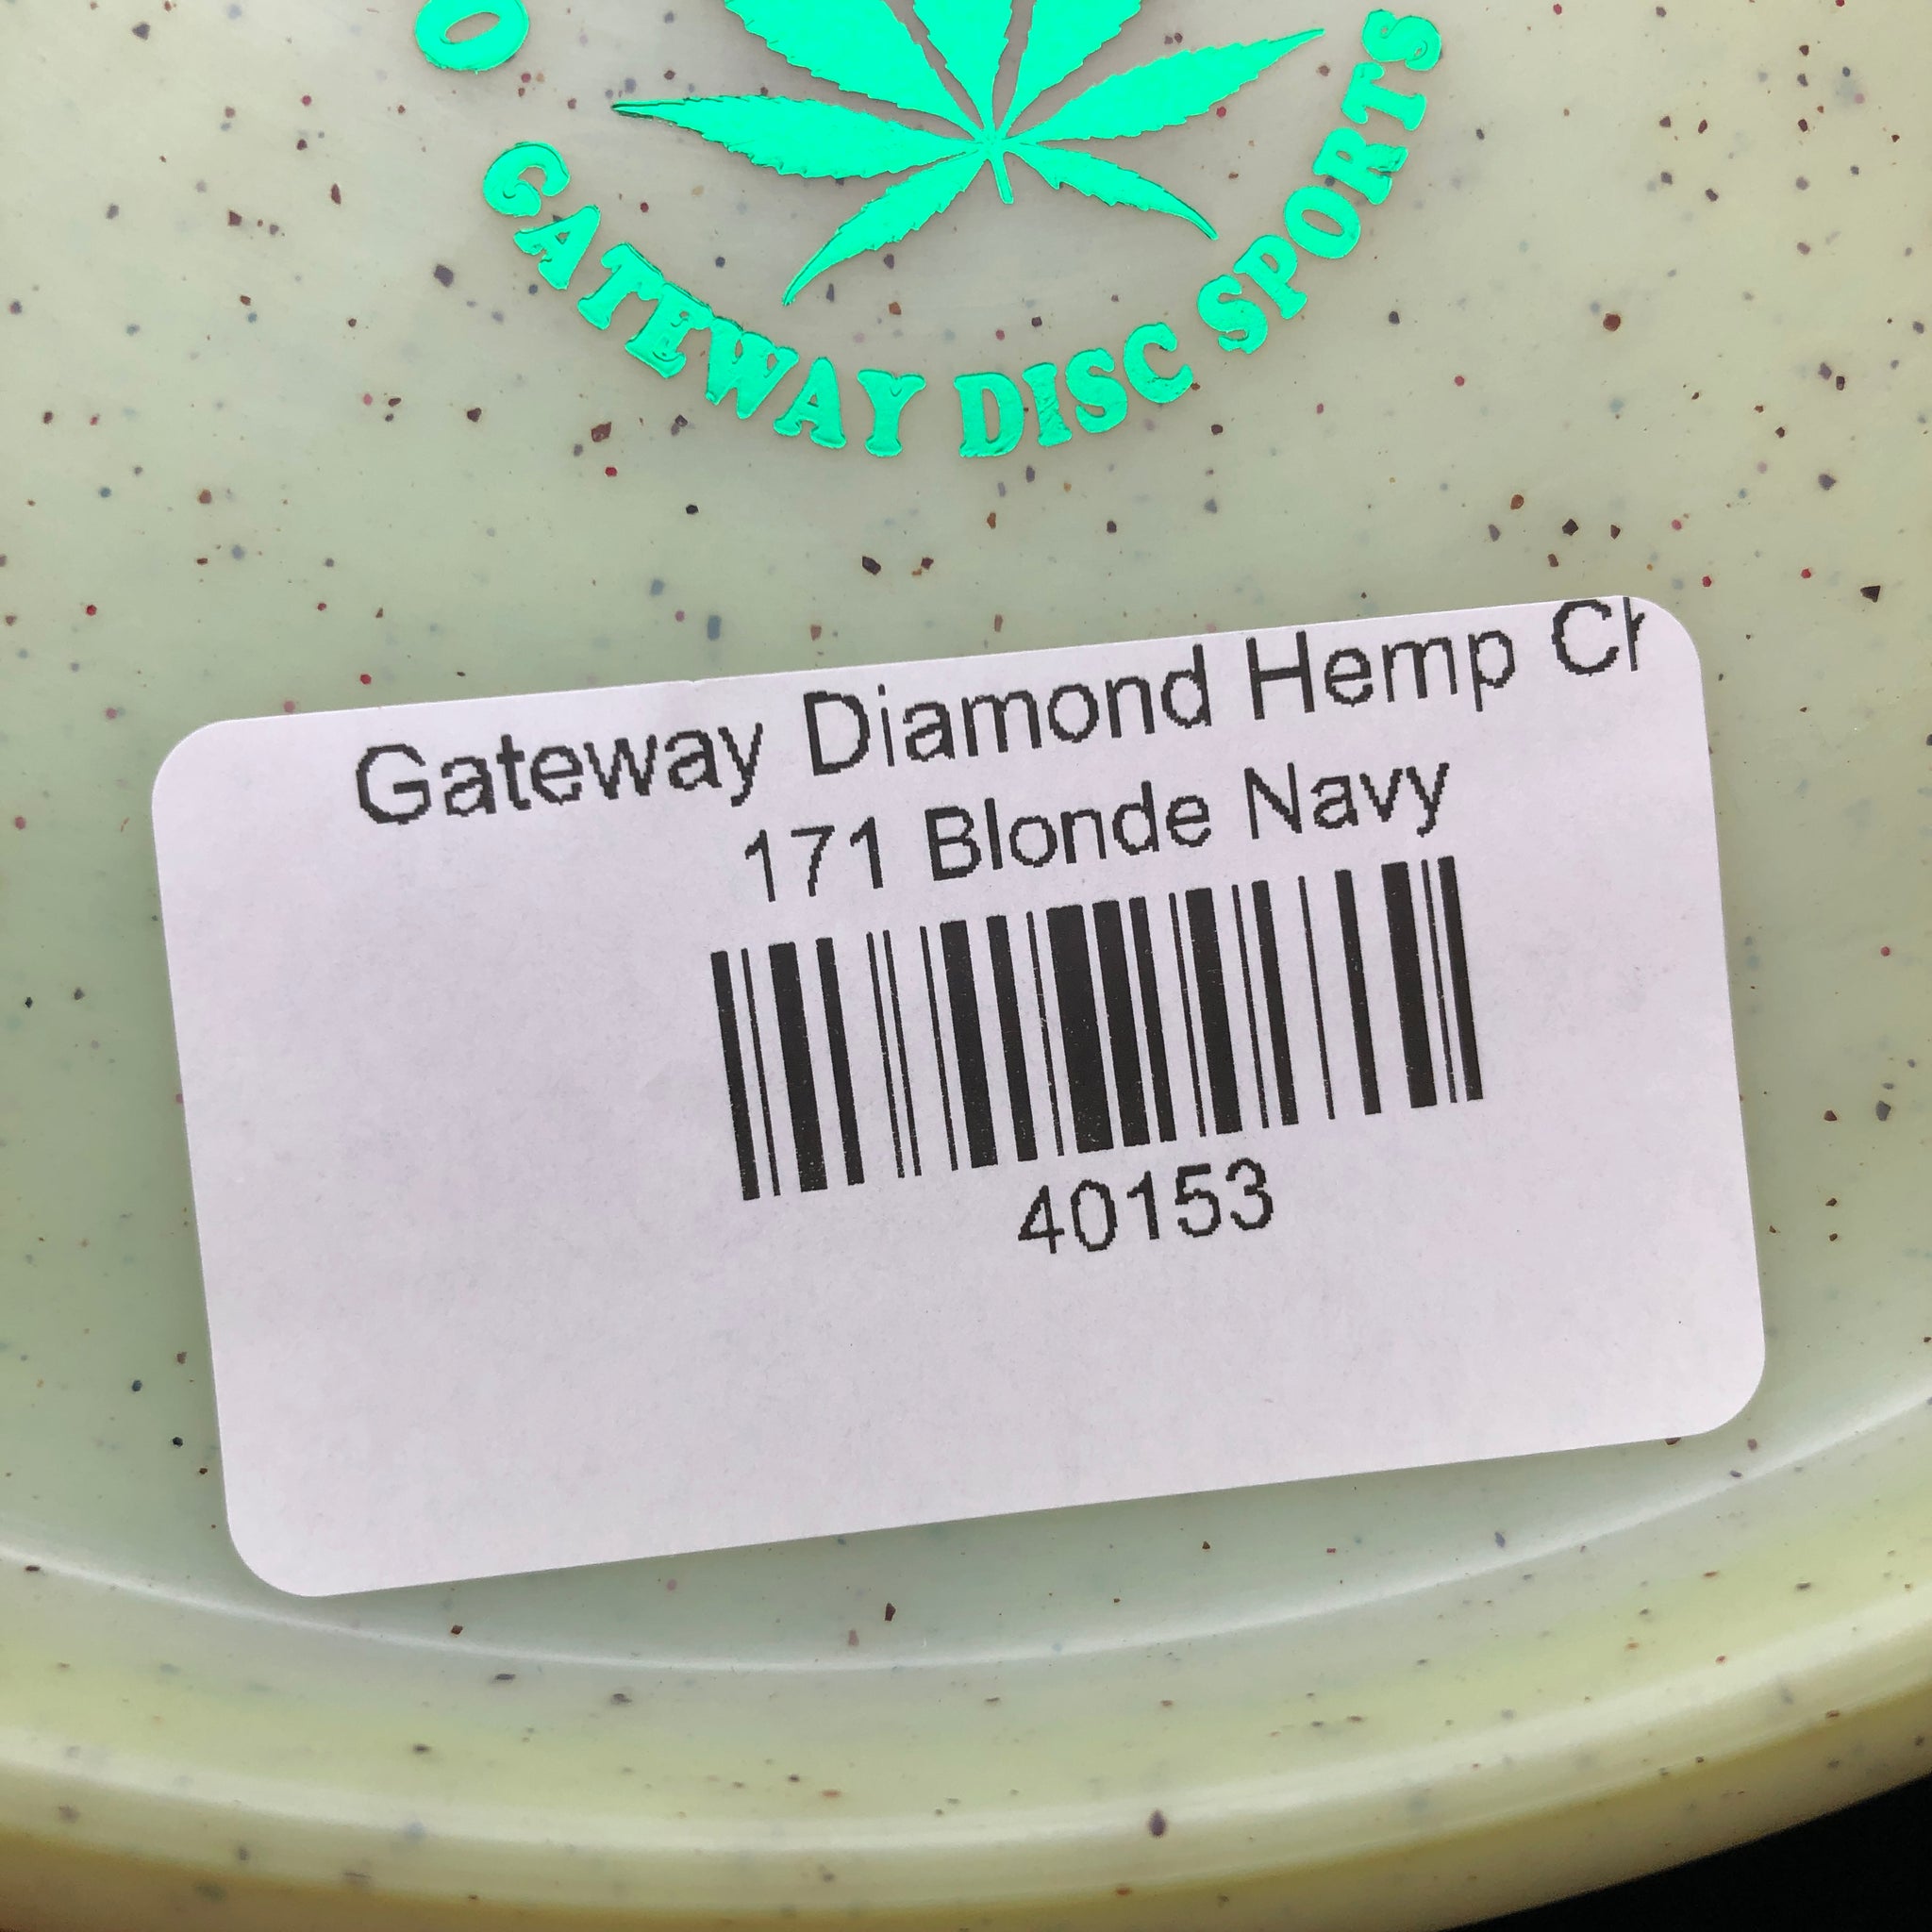 O
GATEWAY DISC SPORTS
Gateway Diamond Hemp
171 Blonde Navy
40153